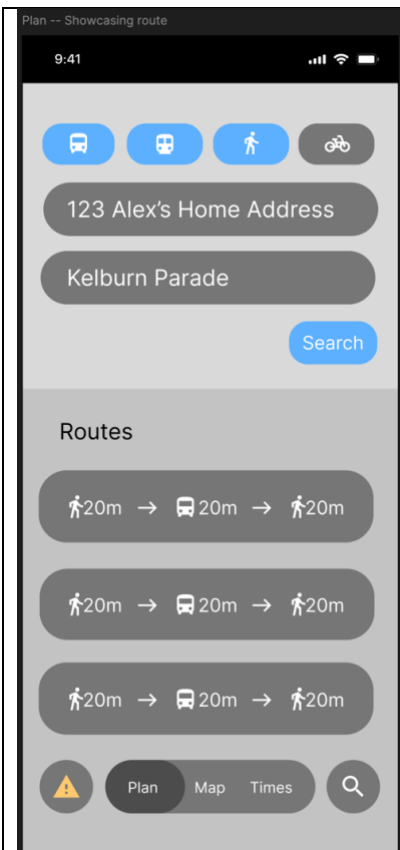 Plan -- Showcasing route
9:41
123 Alex's Home Address
Kelburn Parade
Search
Routes
20m → 20m → 20m
20m → 20m → 20m
20m → 20m → 20m
Plan Map Times